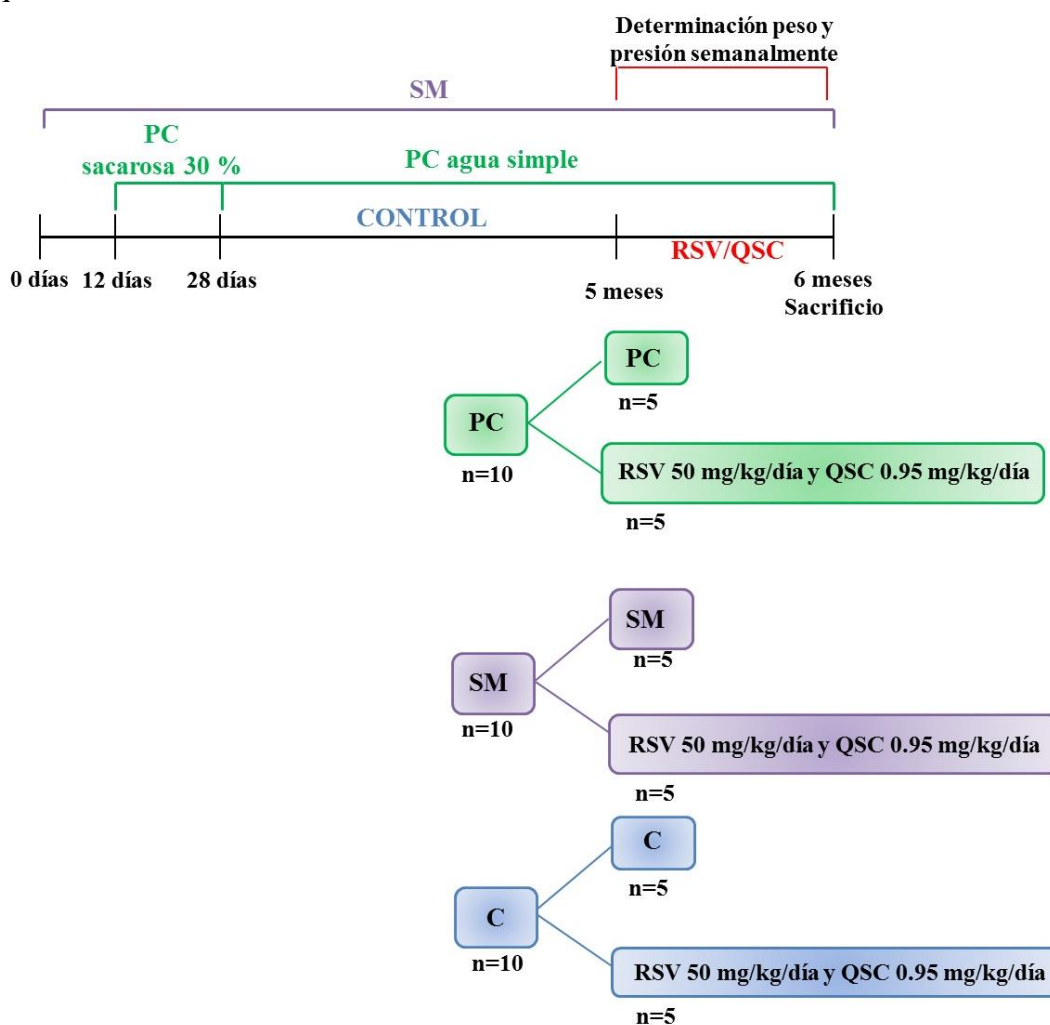 Determinación peso y
presión semanalmente
SM
PC
sacarosa 30 %
PC agua simple
CONTROL
RSV/QSC
0 días
12 días
28 días
5 meses
6 meses
Sacrificio
PC
n=10
PC
n=5
RSV 50 mg/kg/día y QSC 0.95 mg/kg/día
n=5
SM
n=10
SM
n=5
RSV 50 mg/kg/día y QSC 0.95 mg/kg/día
n=5
C
n=10
C
n=5
RSV 50 mg/kg/día y QSC 0.95 mg/kg/día
n=5